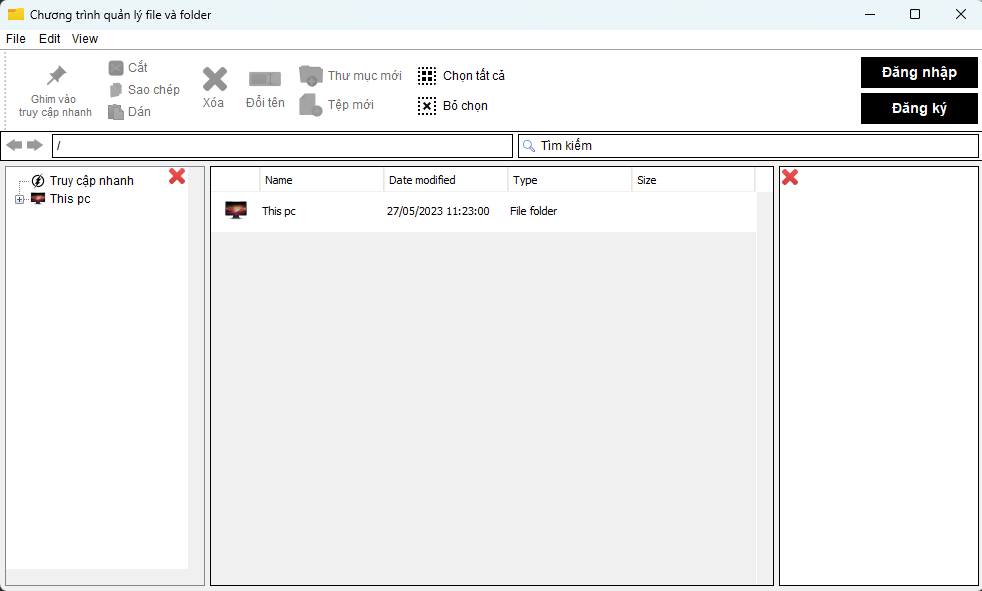 Chương trình quản lý file và folder
File Edit View
Ghim vào
truy cập nhanh
Cắt
Sao chép
Dán
Xóa
Đổi tên
Thư mục mới
Tệp mới
Chọn tất cả
Bỏ chọn
Đăng nhập
Đăng ký
/
Tìm kiếm
Truy cập nhanh
This pc
Name Date modified Type Size
This pc 27/05/2023 11:23:00 File folder